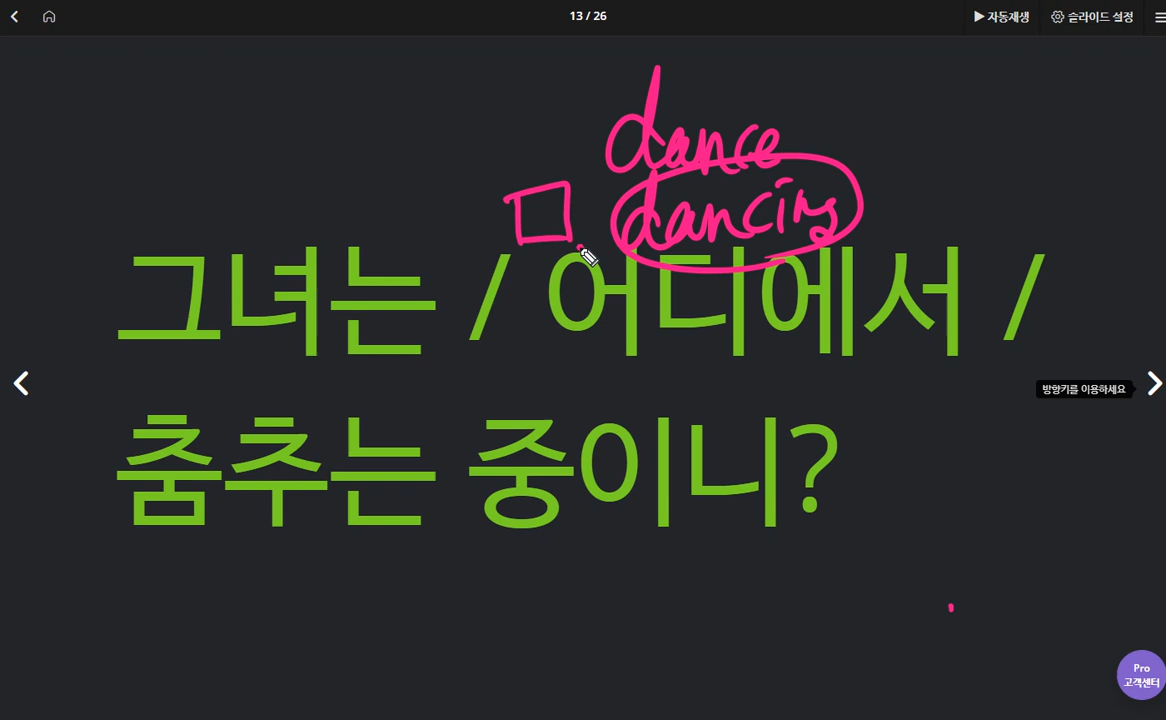 13 / 26
▶ 자동재생
슬라이드 설정
dance
dancing
그녀는 / 어디에서 /
춤추는 중이니?
방향키를 이용하세요
Pro
고객센터